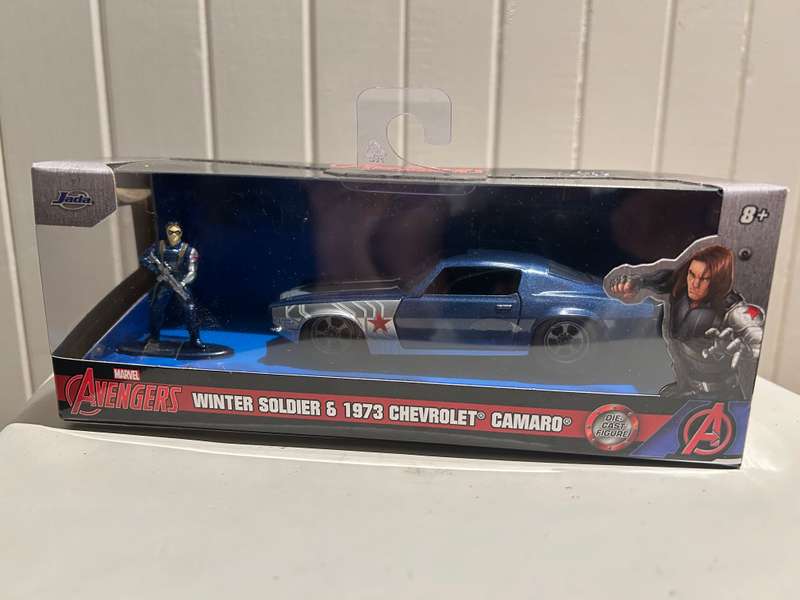 Jada
8+
MARVEL
AVENGERS
WINTER SOLDIER & 1973 CHEVROLET® CAMARO®
DIE-
CAST
FIGURE